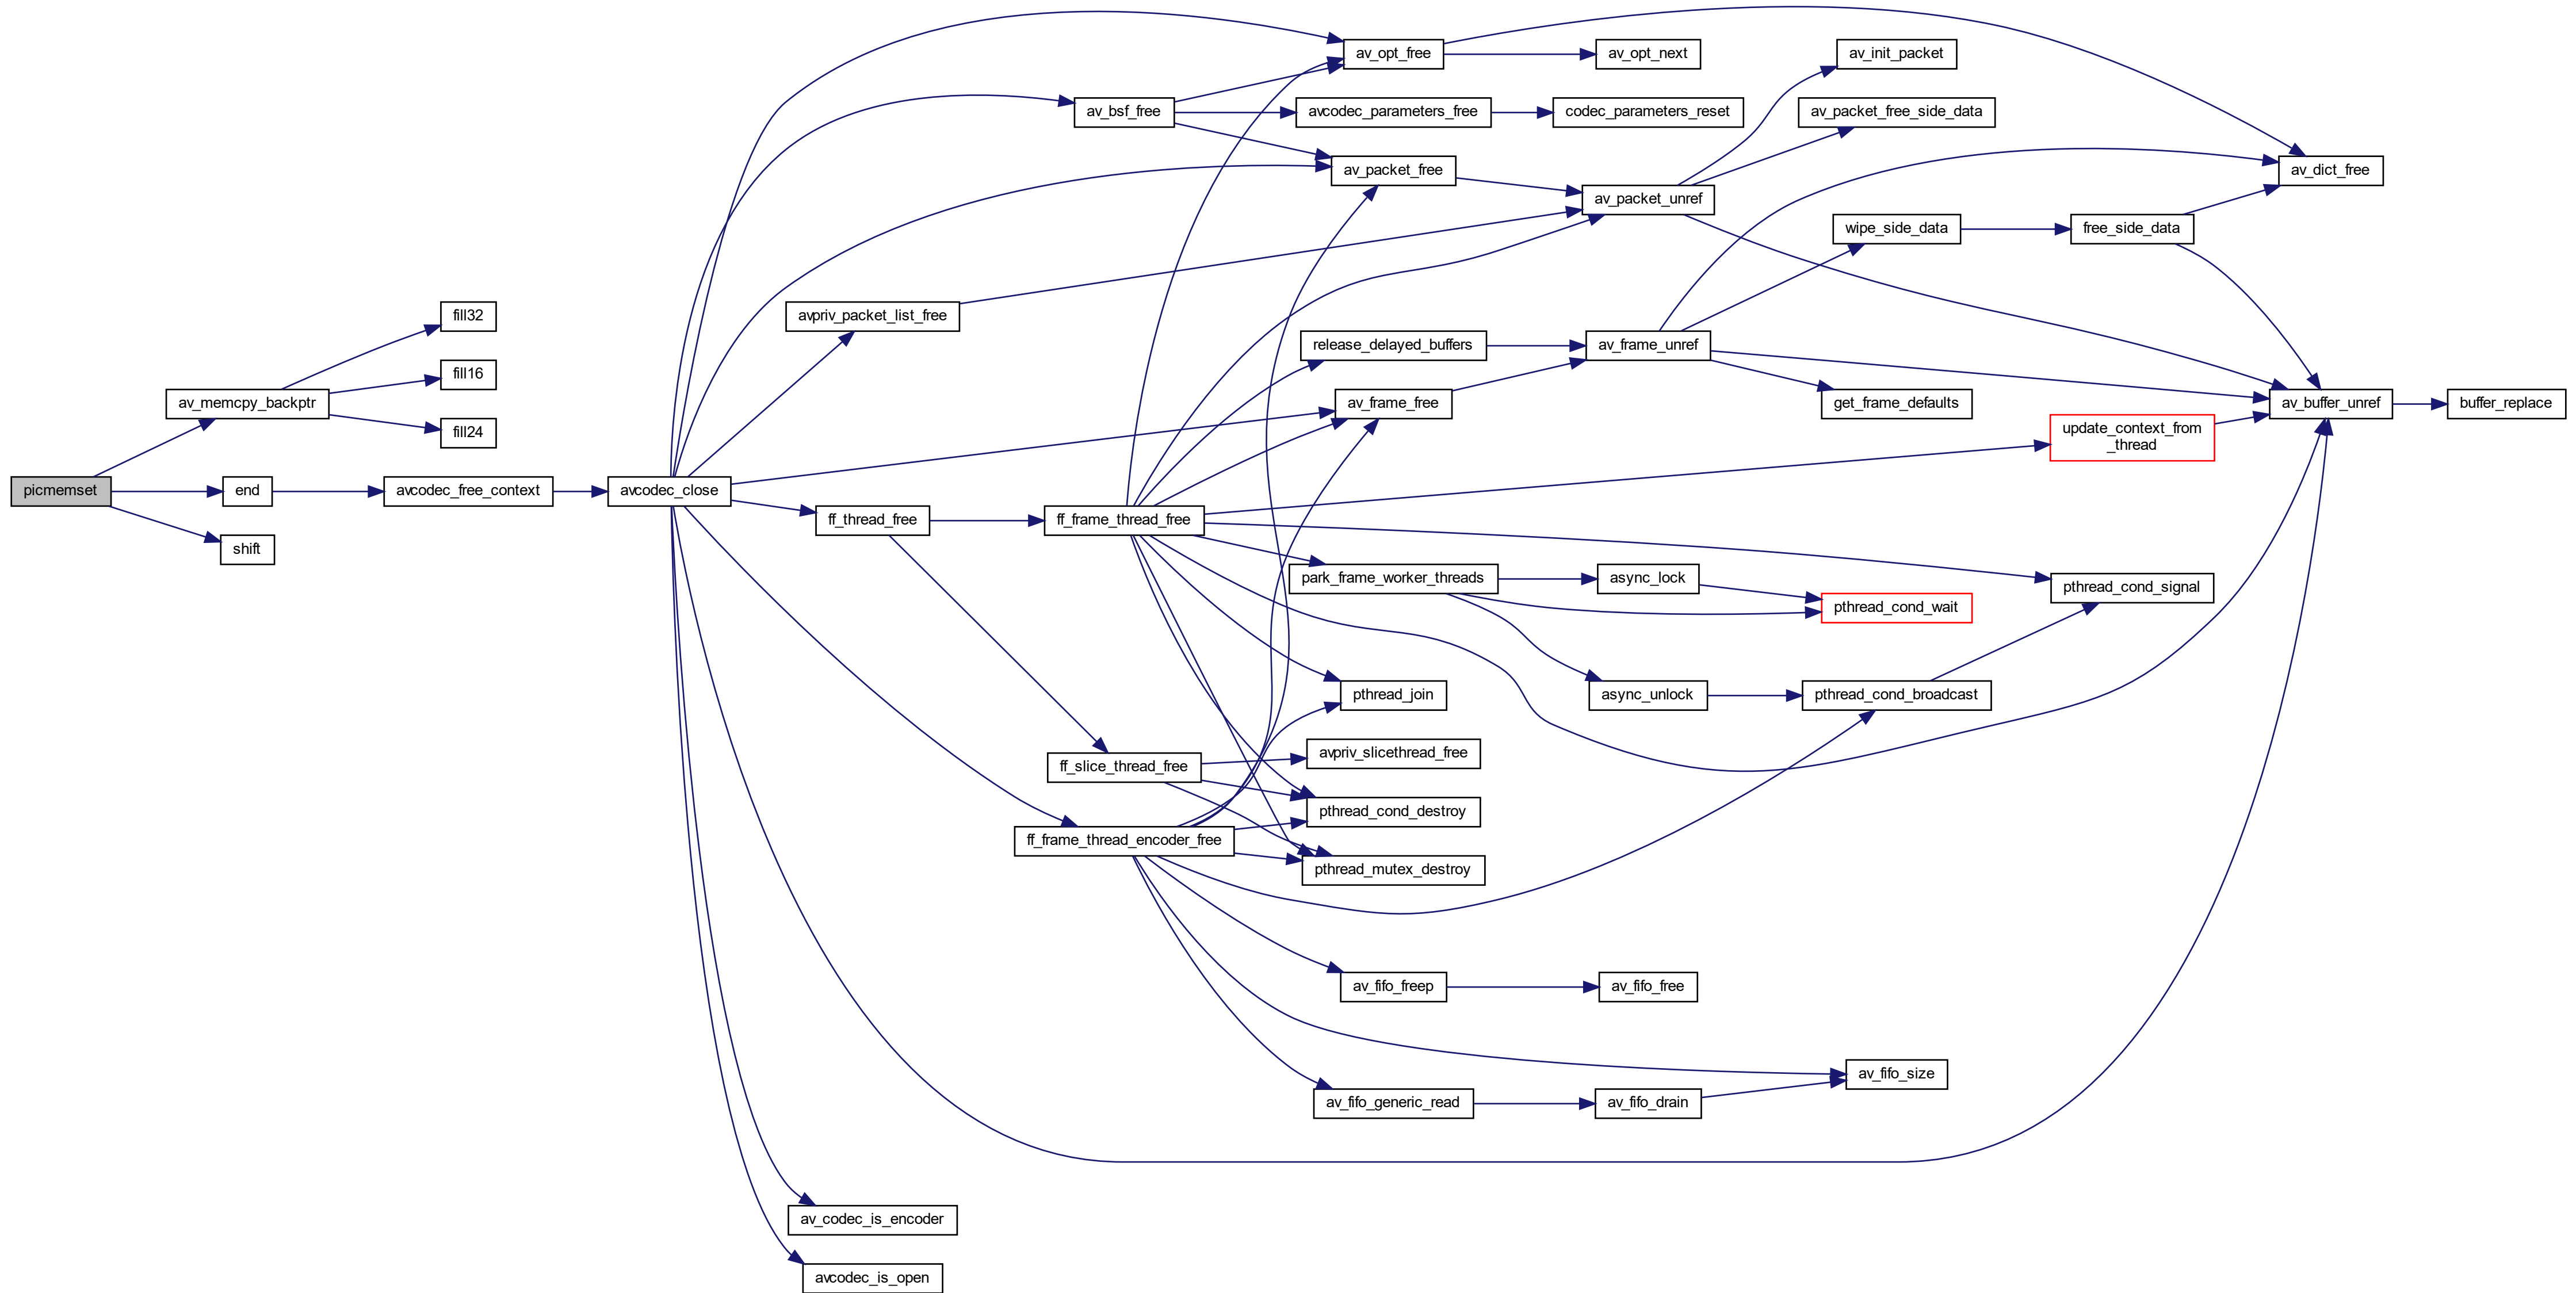 picmemset
av_memcpy_backptr
end
shift
fill32
fill16
fill24
avcodec_free_context
avcodec_close
avpriv_packet_list_free
ff_thread_free
av_codec_is_encoder
avcodec_is_open
av_bsf_free
ff_frame_thread_free
ff_slice_thread_free
ff_frame_thread_encoder_free
av_opt_free
avcodec_parameters_free
av_packet_free
release_delayed_buffers
av_frame_free
park_frame_worker_threads
pthread_join
avpriv_slicethread_free
pthread_cond_destroy
pthread_mutex_destroy
av_fifo_freep
av_fifo_generic_read
av_opt_next
codec_parameters_reset
av_packet_unref
av_frame_unref
async_lock
async_unlock
av_fifo_free
av_fifo_drain
av_init_packet
av_packet_free_side_data
wipe_side_data
get_frame_defaults
pthread_cond_wait
pthread_cond_broadcast
av_fifo_size
free_side_data
update_context_from
_thread
pthread_cond_signal
av_dict_free
av_buffer_unref
buffer_replace